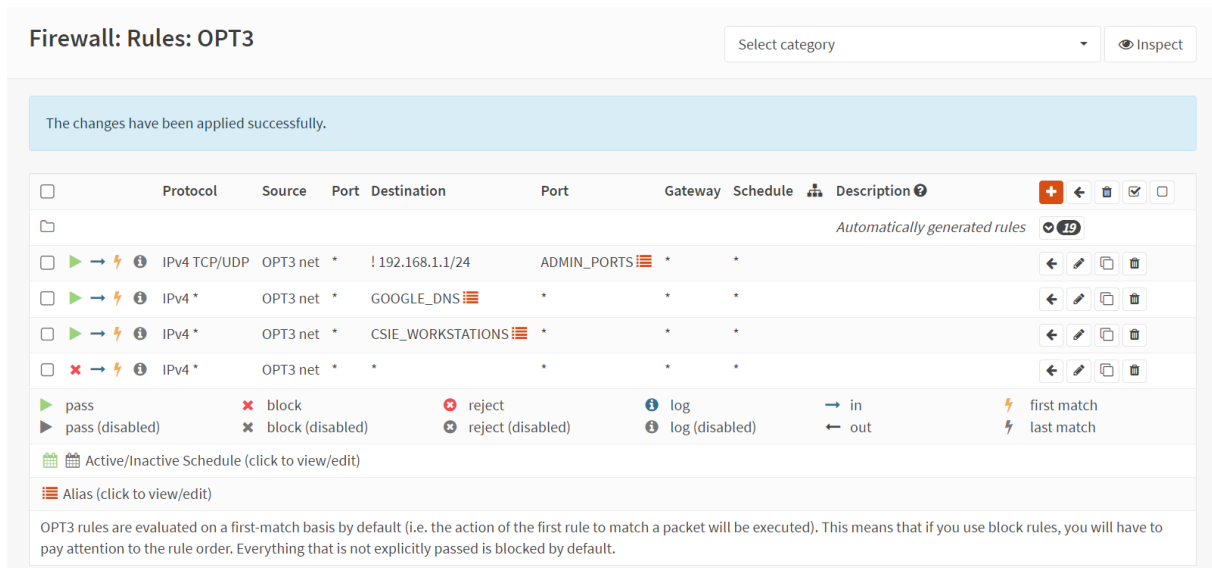 Firewall: Rules: OPT3
Select category
Inspect
The changes have been applied successfully.
Protocol Source Port Destination Port Gateway Schedule Description
Automatically generated rules 19
IPv4 TCP/UDP OPT3 net * ! 192.168.1.1/24 ADMIN_PORTS * *
IPv4 * OPT3 net * GOOGLE_DNS * * *
IPv4 * OPT3 net * CSIE_WORKSTATIONS * * *
IPv4 * OPT3 net * * * * *
pass block reject log in first match
pass (disabled) block (disabled) reject (disabled) log (disabled) out last match
Active/Inactive Schedule (click to view/edit)
Alias (click to view/edit)
OPT3 rules are evaluated on a first-match basis by default (i.e. the action of the first rule to match a packet will be executed). This means that if you use block rules, you will have to
pay attention to the rule order. Everything that is not explicitly passed is blocked by default.